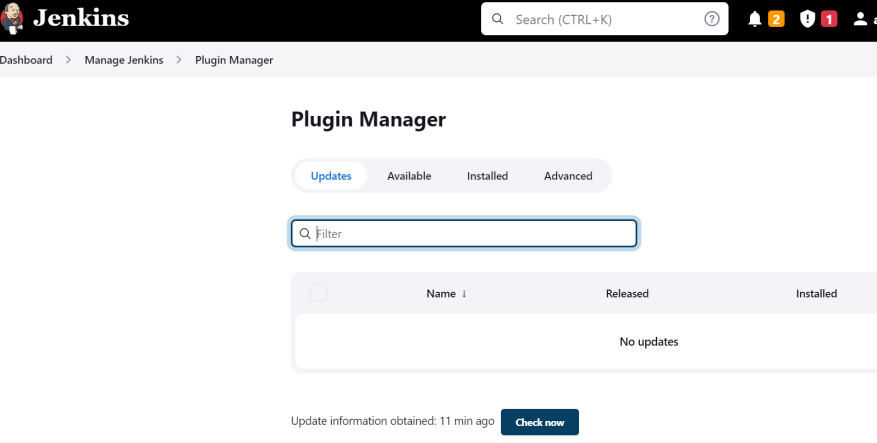 Jenkins
Search (CTRL+K)
2
1
Dashboard > Manage Jenkins > Plugin Manager
Plugin Manager
Updates Available Installed Advanced
Filter
Name ↓ Released Installed
No updates
Update information obtained: 11 min ago Check now